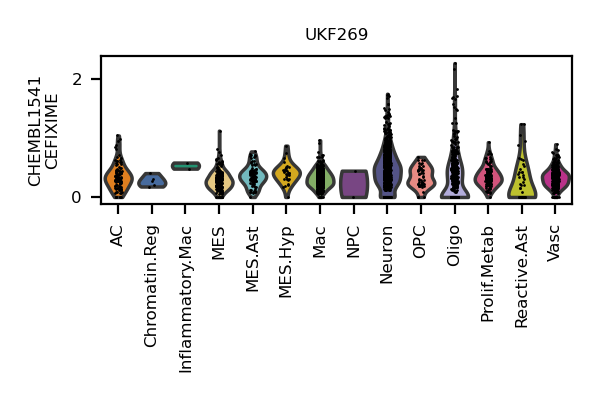 UKF269
CHEMBL1541
CEFIXIME
2
0
AC
Chromatin.Reg
Inflammatory.Mac
MES
MES.Ast
MES.Hyp
Mac
NPC
Neuron
OPC
Oligo
Prolif.Metab
Reactive.Ast
Vasc